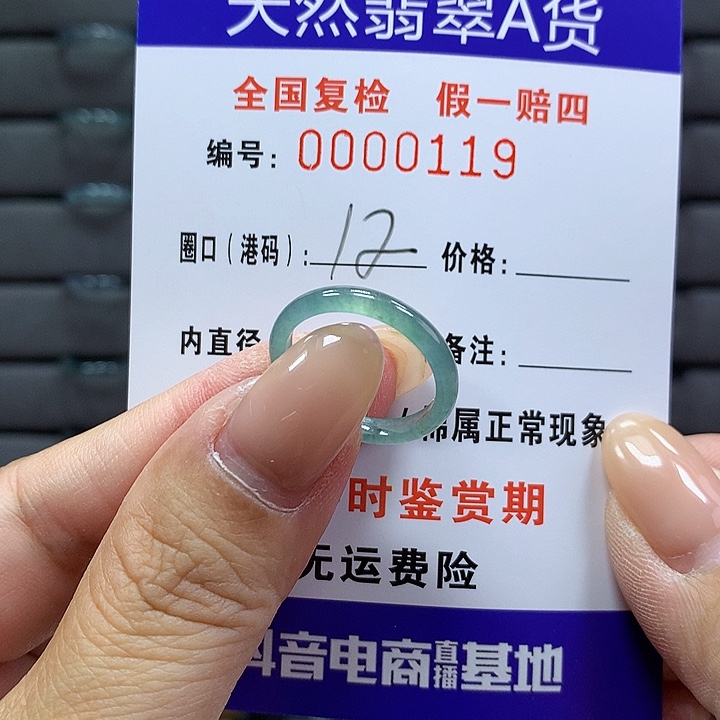 天然翡翠A货
全国复检 假一赔四
编号: 0000119
圈口(港码): 12 价格:
内直径 备注:
棉属正常现象
时鉴赏期
无运费险
抖音电商直播基地